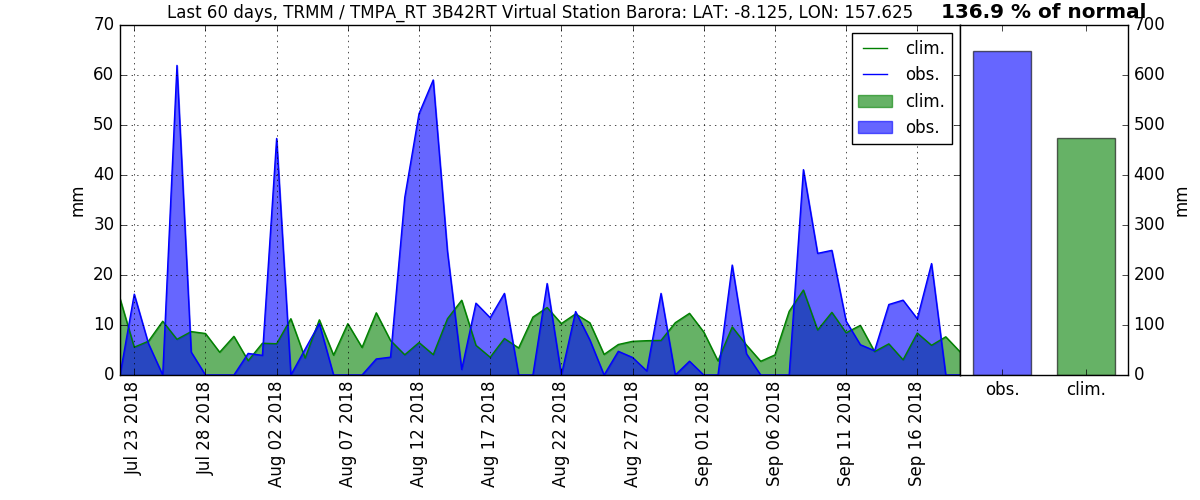 Last 60 days, TRMM / TMPA_RT 3B42RT Virtual Station Barora: LAT: -8.125, LON: 157.625
136.9 % of normal
70
60
50
40
30
20
10
0
mm
clim.
obs.
clim.
obs.
Jul 23 2018
Jul 28 2018
Aug 02 2018
Aug 07 2018
Aug 12 2018
Aug 17 2018
Aug 22 2018
Aug 27 2018
Sep 01 2018
Sep 06 2018
Sep 11 2018
Sep 16 2018
700
600
500
400
300
200
100
0
mm
obs.
clim.